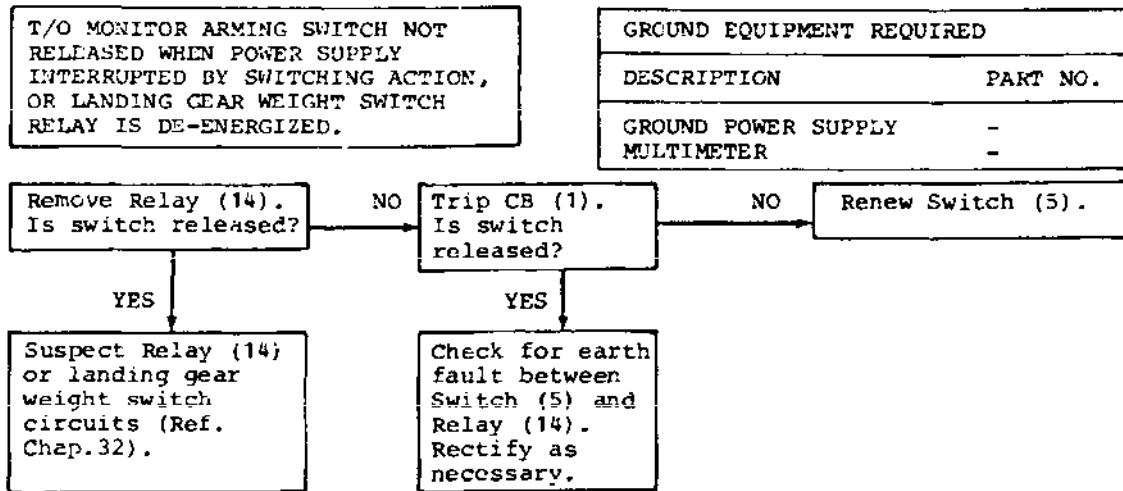 T/O MONITOR ARMING SWITCH NOT
RELEASED WHEN POWER SUPPLY
INTERRUPTED BY SWITCHING ACTION,
OR LANDING GEAR WEIGHT SWITCH
RELAY IS DE-ENERGIZED.
GROUND EQUIPMENT REQUIRED
DESCRIPTION PART NO.
GROUND POWER SUPPLY -
MULTIMETER -
Remove Relay (14).
Is switch released?
NO
Trip CB (1).
Is switch
released?
NO
Renew Switch (5).
YES
YES
Suspect Relay (14)
or landing gear
weight switch
circuits (Ref.
Chap.32).
Check for earth
fault between
Switch (5) and
Relay (14).
Rectify as
necessary.